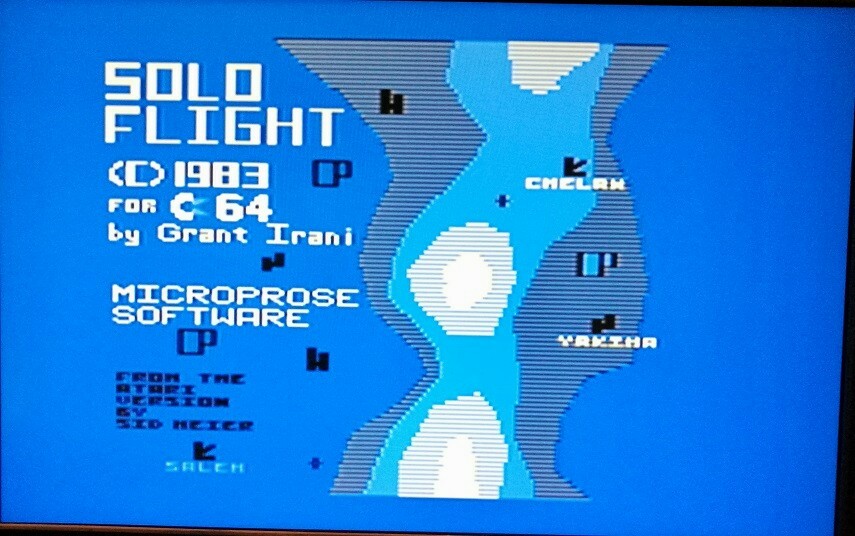 SOLO
FLIGHT
(C) 1983
FOR C 64
by Grant Irani
MICROPROSE
SOFTWARE
FROM THE
ATARI
VERSION
BY
SID MEIER
SALEM
CHELAN
YAKIMA